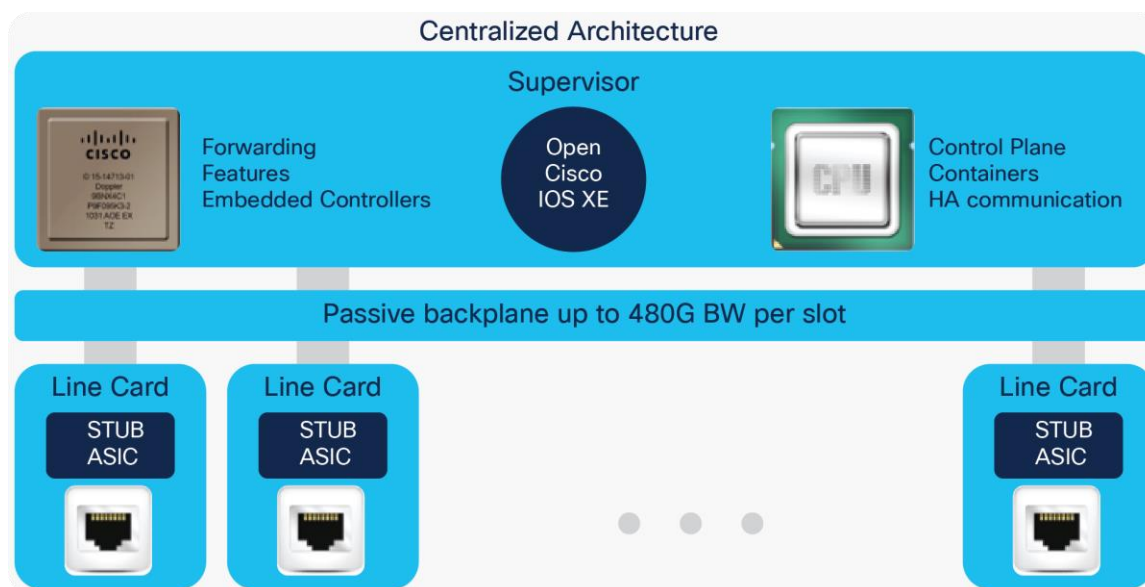 Centralized Architecture
Supervisor
CISCO
Doppler
TZ
Forwarding
Features
Embedded Controllers
Open
Cisco
IOS XE
CPU
Control Plane
Containers
HA communication
Passive backplane up to 480G BW per slot
Line Card
STUB
ASIC
Line Card
STUB
ASIC
Line Card
STUB
ASIC